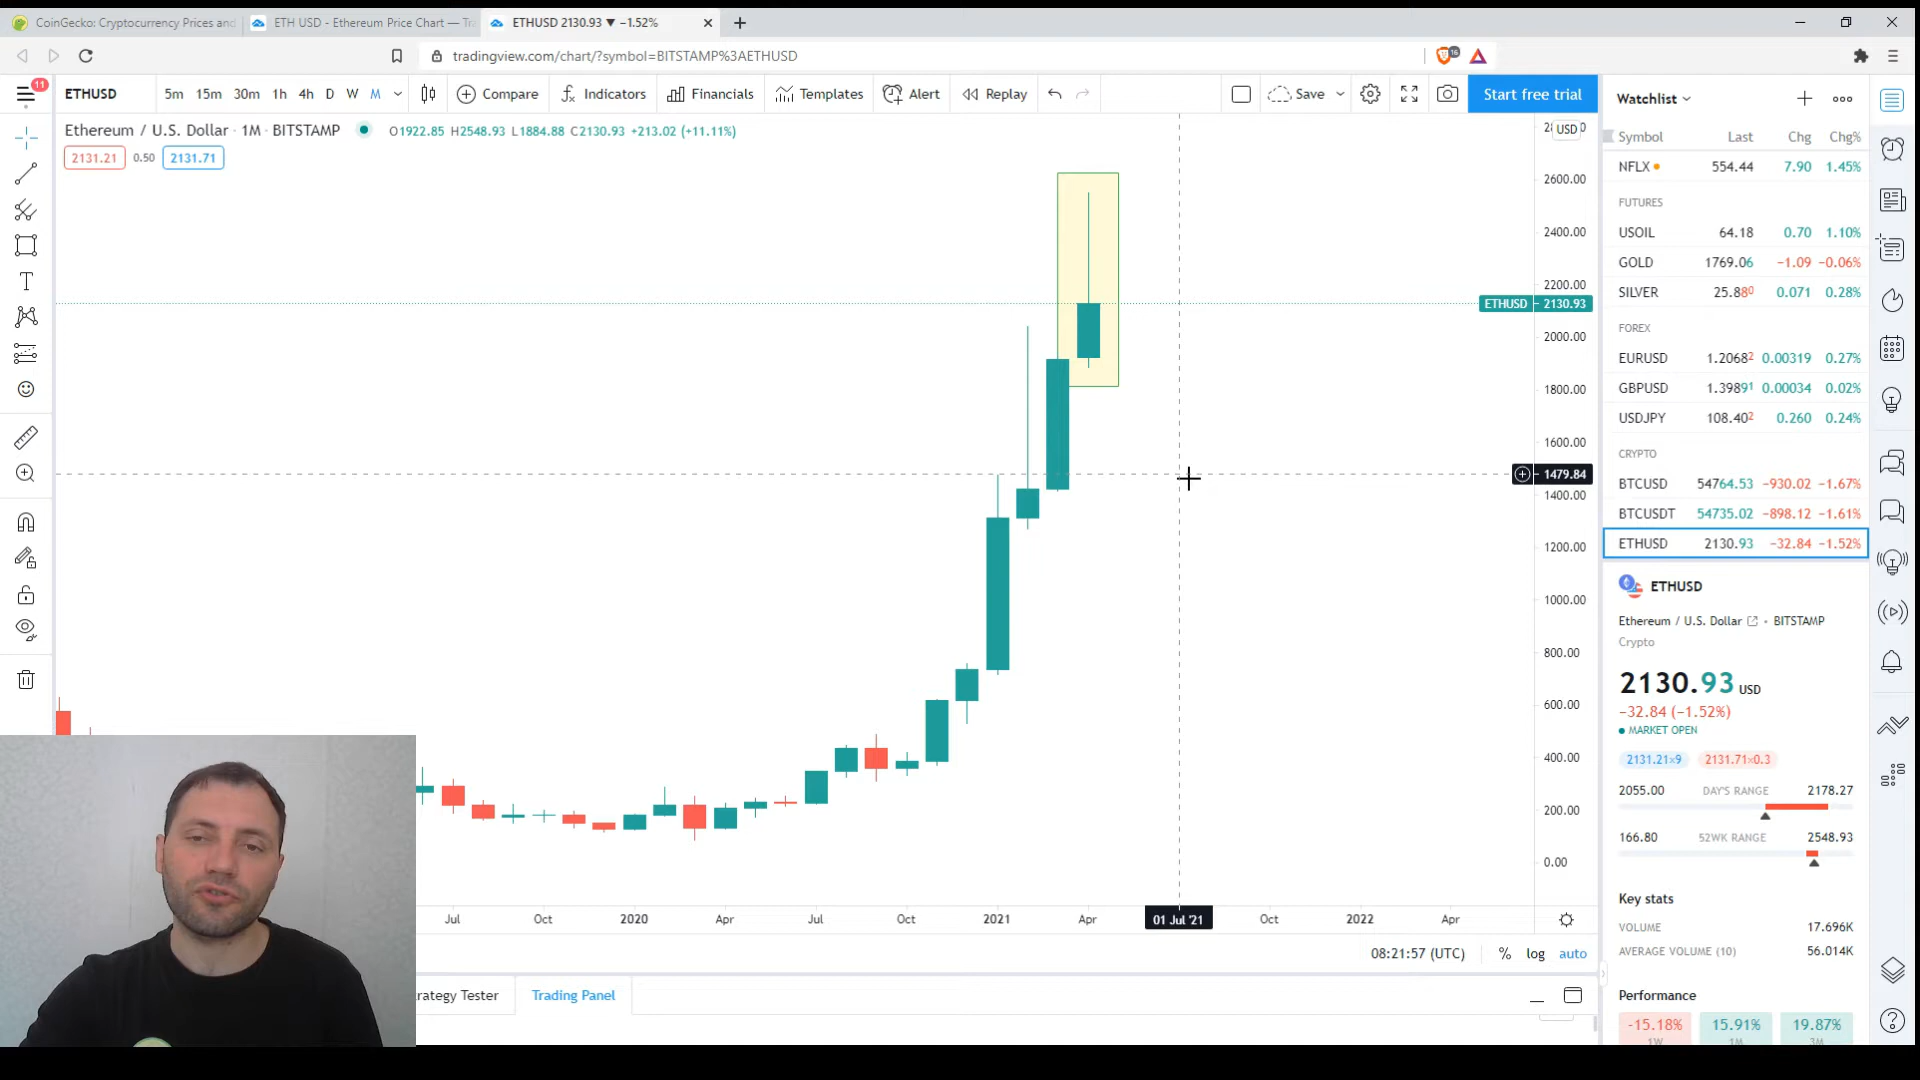 CoinGecko: Cryptocurrency Prices and
ETH USD - Ethereum Price Chart — Tr
ETHUSD 2130.93 ▼ −1.52%
tradingview.com/chart/?symbol=BITSTAMP%3AETHUSD
16
11
ETHUSD
5m 15m 30m 1h 4h D W M
Compare
Indicators
Financials
Templates
Alert
Replay
Save
Start free trial
Ethereum / U.S. Dollar · 1M · BITSTAMP
O1922.85 H2548.93 L1884.88 C2130.93 +213.02 (+11.11%)
2131.21 0.50 2131.71
USD
2600.00
2400.00
2200.00
ETHUSD 2130.93
2000.00
1800.00
1600.00
1479.84
1400.00
1200.00
1000.00
800.00
600.00
400.00
200.00
0.00
Jul Oct 2020 Apr Jul Oct 2021 Apr 01 Jul '21 Oct 2022 Apr
08:21:57 (UTC) % log auto
rategy Tester
Trading Panel
Watchlist
Symbol Last Chg Chg%
NFLX 554.44 7.90 1.45%
FUTURES
USOIL 64.18 0.70 1.10%
GOLD 1769.06 −1.09 −0.06%
SILVER 25.880 0.071 0.28%
FOREX
EURUSD 1.20682 0.00319 0.27%
GBPUSD 1.39891 0.00034 0.02%
USDJPY 108.402 0.260 0.24%
CRYPTO
BTCUSD 54764.53 −930.02 −1.67%
BTCUSDT 54735.02 −898.12 −1.61%
ETHUSD 2130.93 −32.84 −1.52%
ETHUSD
Ethereum / U.S. Dollar • BITSTAMP
Crypto
2130.93 USD
−32.84 (−1.52%)
MARKET OPEN
2131.21×9 2131.71×0.3
2055.00 DAY'S RANGE 2178.27
166.80 52WK RANGE 2548.93
Key stats
VOLUME 17.696K
AVERAGE VOLUME (10) 56.014K
Performance
-15.18% 15.91% 19.87%
1W 1M 3M